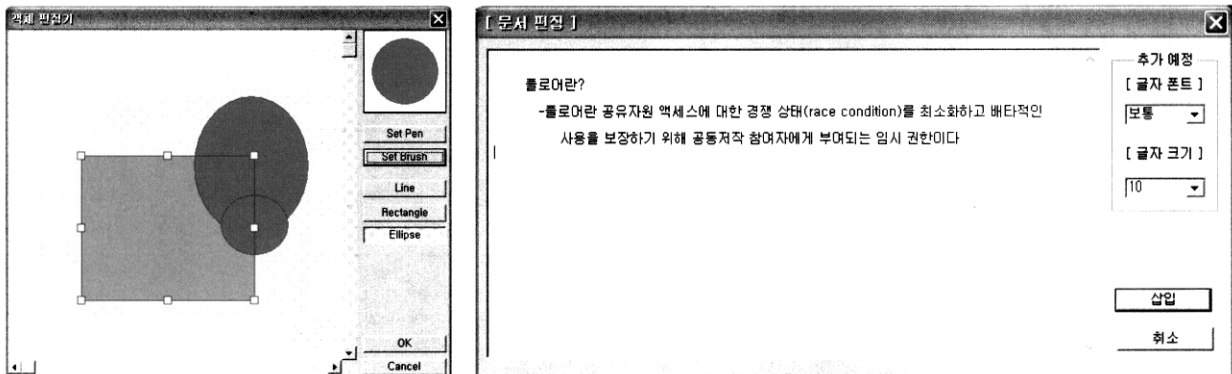 객체 편집기
Set Pen
Set Brush
Line
Rectangle
Ellipse
OK
Cancel
[ 문서 편집 ]
플로어란?
-플로어란 공유자원 액세스에 대한 경쟁 상태(race condition)를 최소화하고 배타적인
사용을 보장하기 위해 공동저작 참여자에게 부여되는 임시 권한이다
추가 예정
[ 글자 폰트 ]
보통
[ 글자 크기 ]
10
삽입
취소